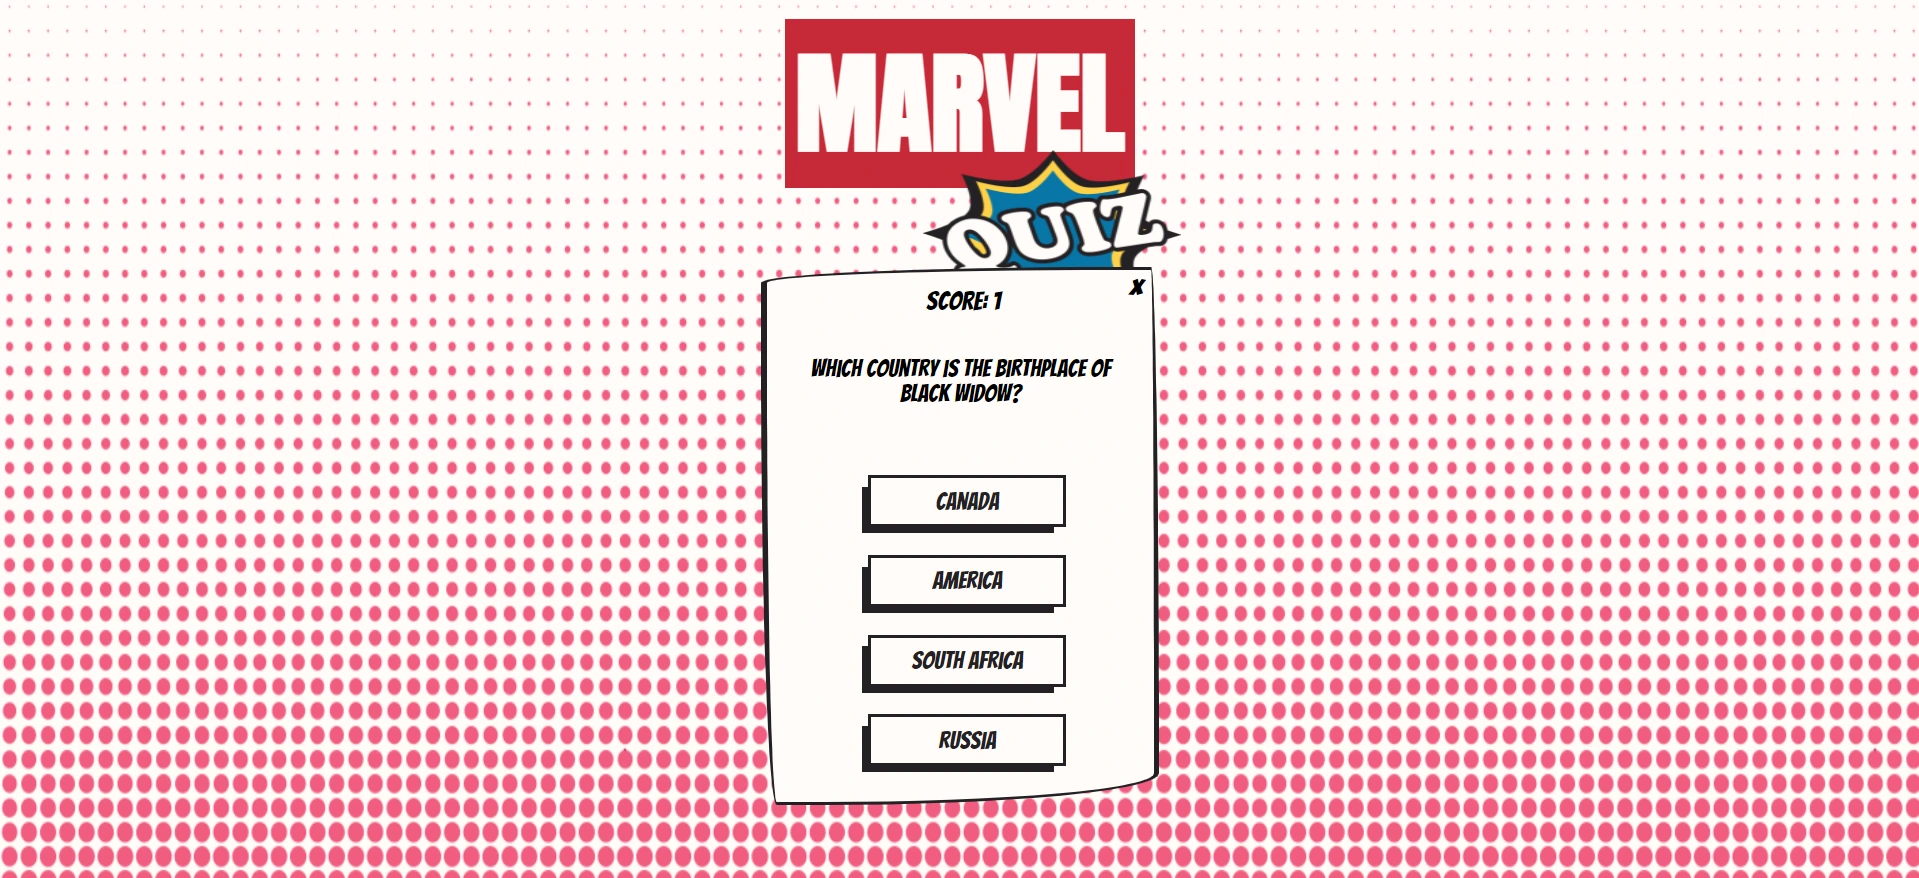 MARVEL
QUIZ
X
SCORE: 1
WHICH COUNTRY IS THE BIRTHPLACE OF
BLACK WIDOW?
CANADA
AMERICA
SOUTH AFRICA
RUSSIA